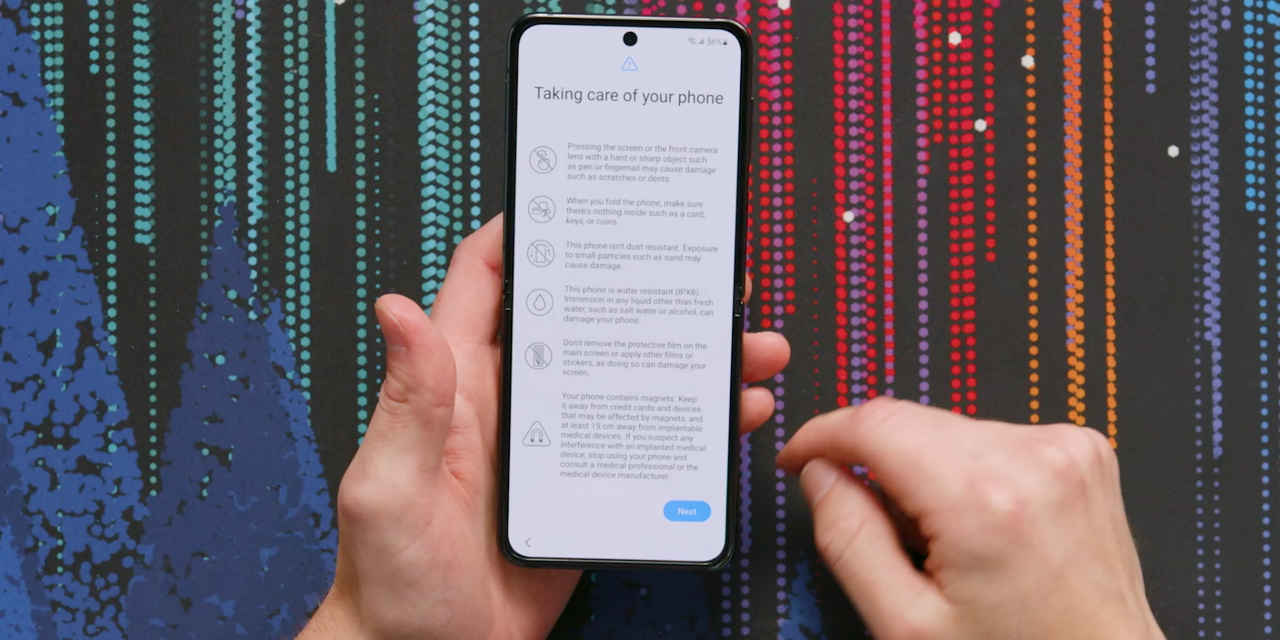 56%
Taking care of your phone
Pressing the screen or the front camera
lens with a hard or sharp object such
as pen or fingernail may cause damage
such as scratches or dents.
When you fold the phone, make sure
there's nothing inside such as a card,
keys, or coins.
This phone isn't dust resistant. Exposure
to small particles such as sand may
cause damage.
This phone is water resistant (IPX8).
Immersion in any liquid other than fresh
water, such as salt water or alcohol, can
damage your phone.
Don't remove the protective film on the
main screen or apply other films or
stickers, as doing so can damage your
screen.
Your phone contains magnets. Keep
it away from credit cards and devices
that may be affected by magnets, and
at least 15 cm away from implantable
medical devices. If you suspect any
interference with an implanted medical
device, stop using your phone and
consult a medical professional or the
medical device manufacturer
Next